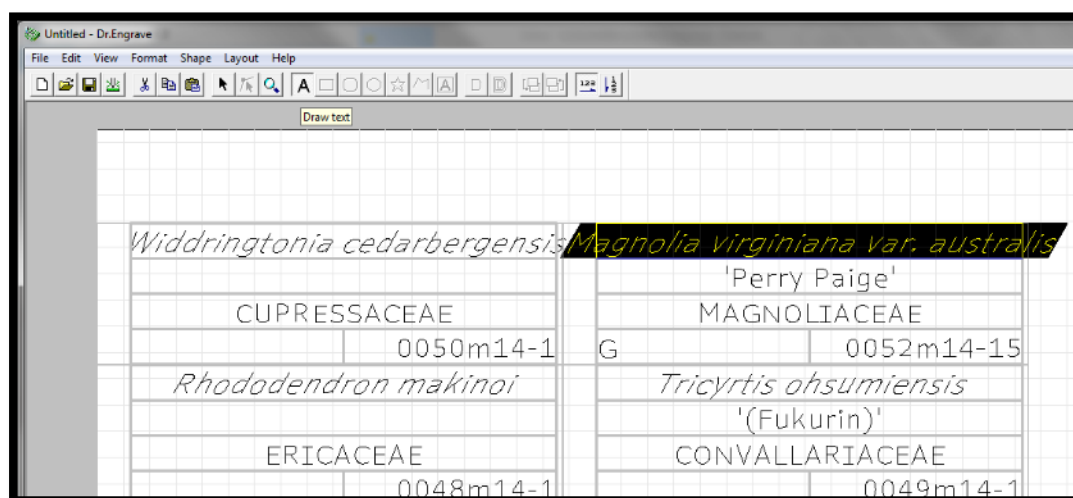 Untitled - Dr.Engrave
File Edit View Format Shape Layout Help
Draw text
Widdringtonia cedarbergensis
Magnolia virginiana var. australis
'Perry Paige'
CUPRESSACEAE
MAGNOLIACEAE
0050m14-1
G
0052m14-15
Rhododendron makinoi
Tricyrtis ohsumiensis
'(Fukurin)'
ERICACEAE
CONVALLARIACEAE
0048m14-1
0049m14-1